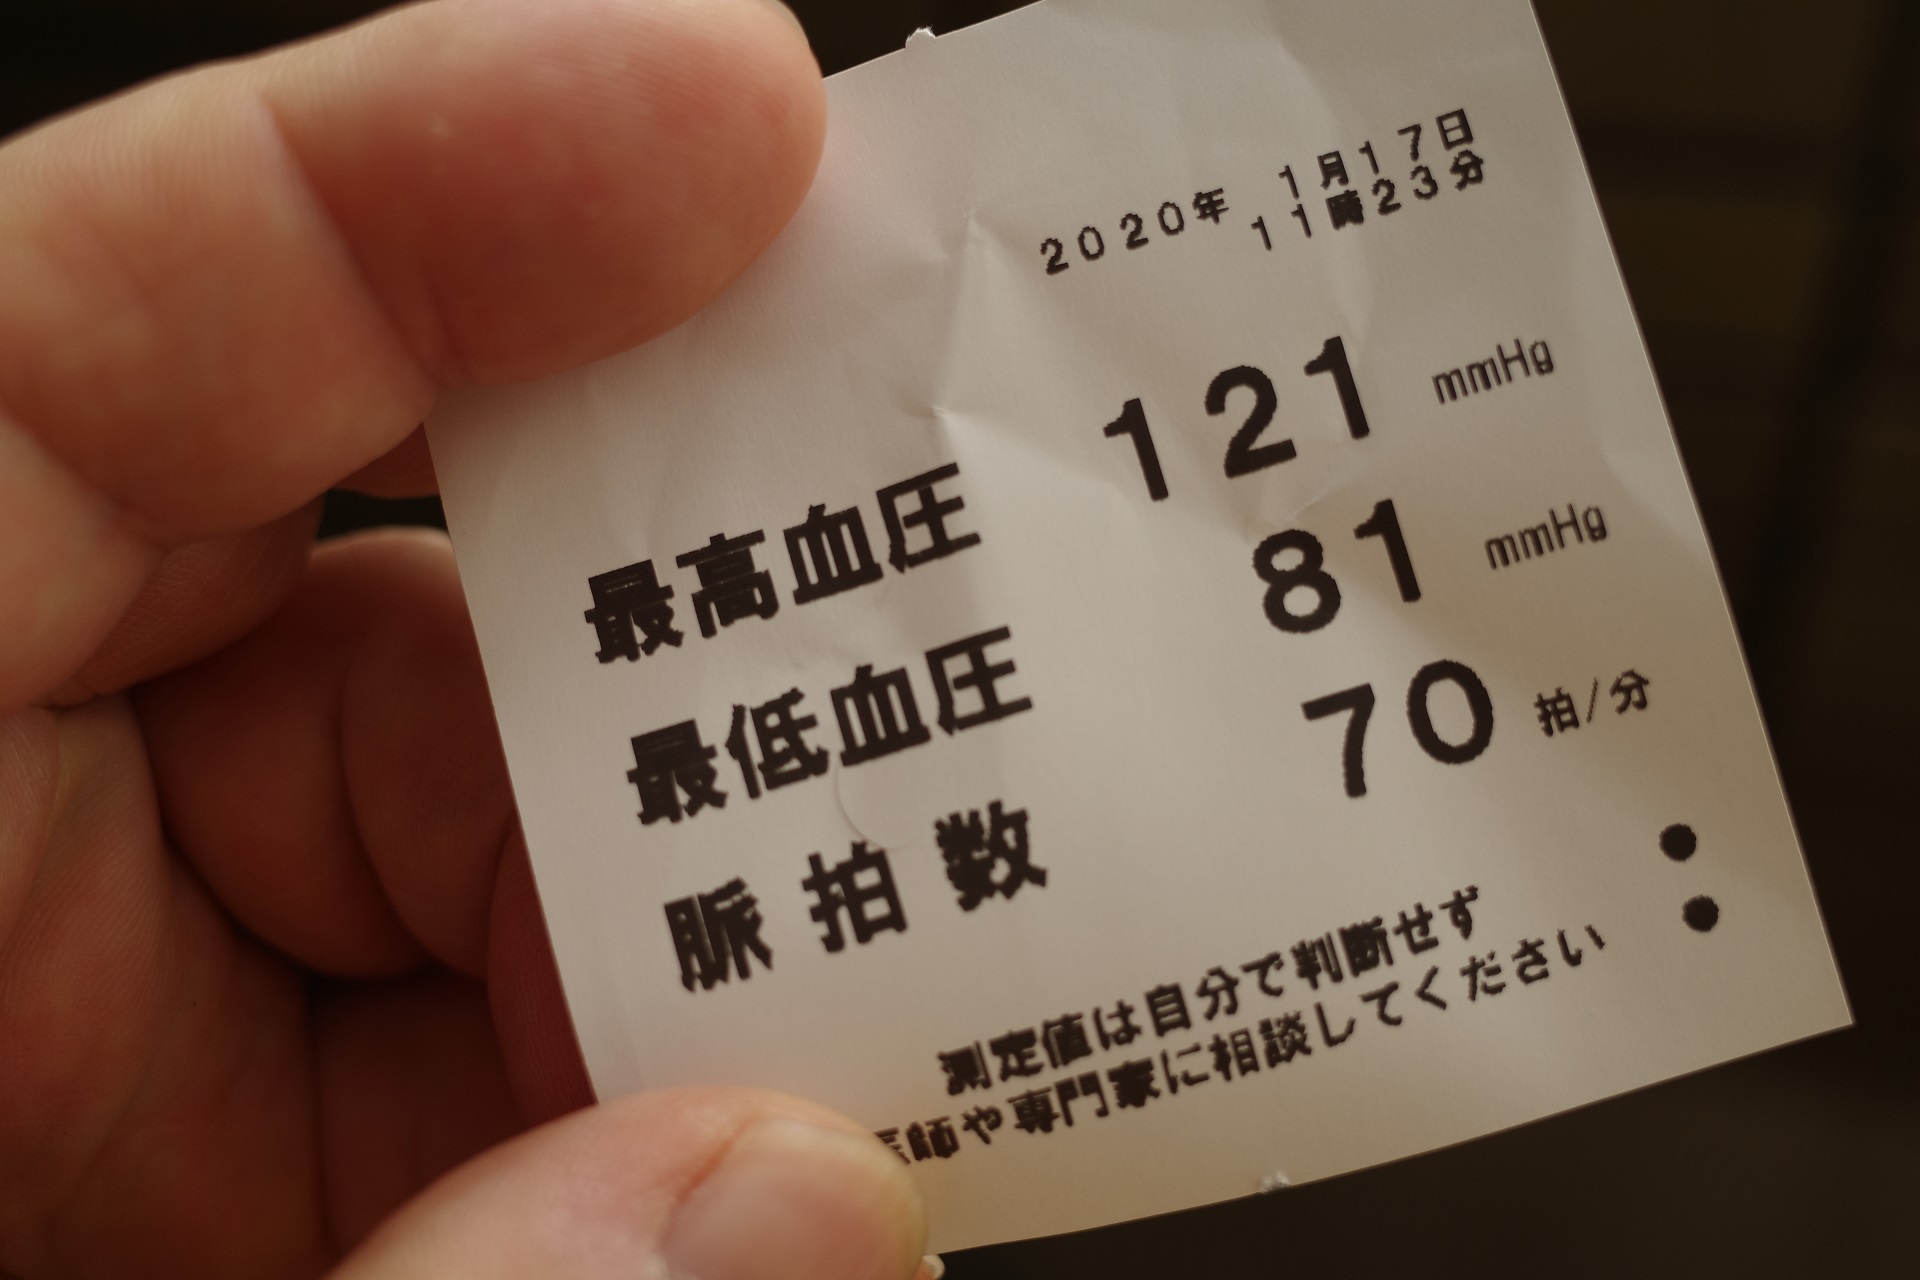 2020年 1月17日
11時23分
最高血圧 121 mmHg
最低血圧 81 mmHg
脈拍数 70 拍/分
測定値は自分で判断せず
医師や専門家に相談してください